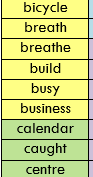 bicycle
breath
breathe
build
busy
business
calendar
caught
centre